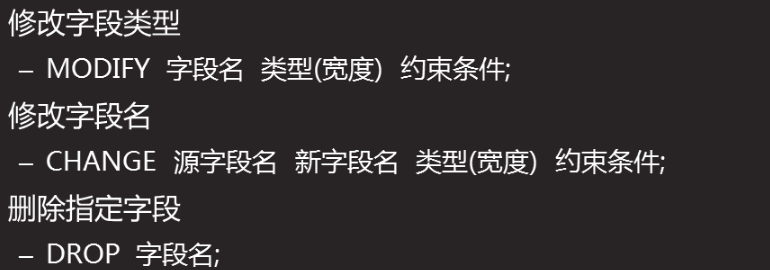 修改字段类型
– MODIFY 字段名 类型(宽度) 约束条件;
修改字段名
– CHANGE 源字段名 新字段名 类型(宽度) 约束条件;
删除指定字段
– DROP 字段名;